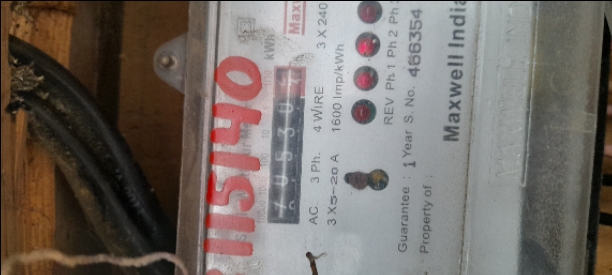 115140
kWh
Max
AC 3 Ph. 4 WIRE 3 X 240
3 X5-20 A 1600 Imp/kWh
REV Ph 1 Ph 2 Ph
Guarantee : 1 Year S. No. 466354
Property of :
Maxwell India